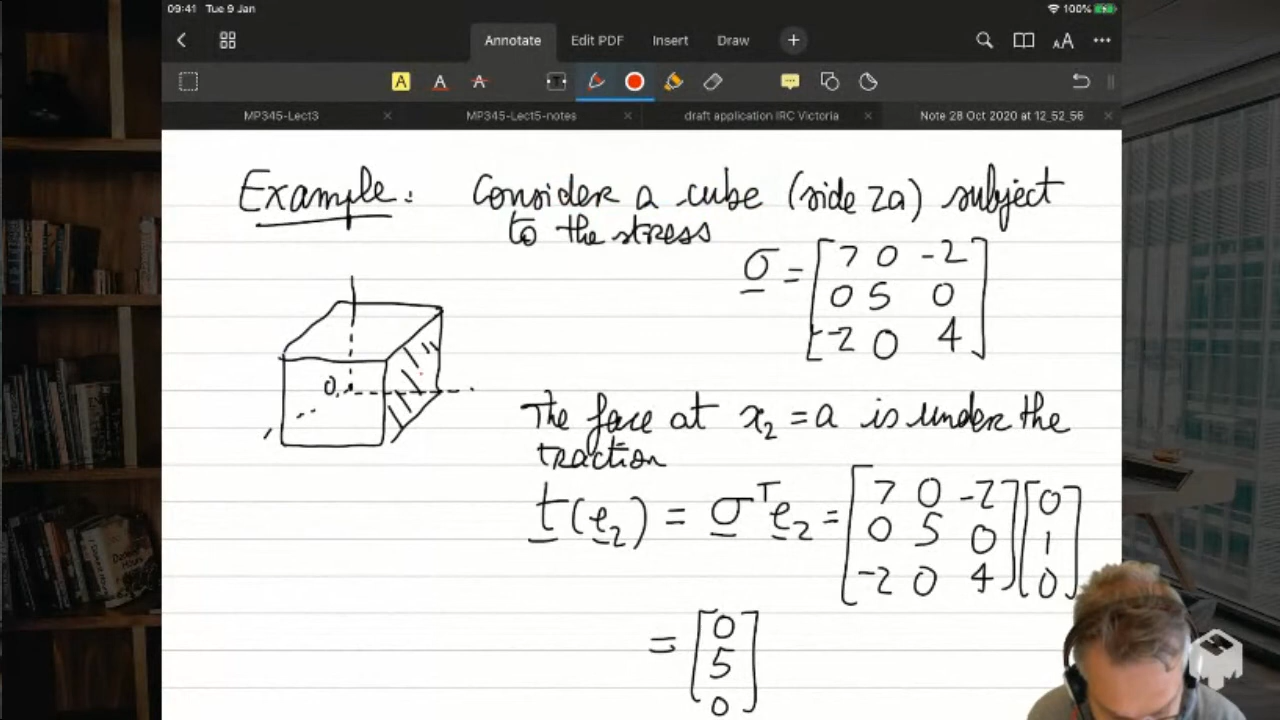 09:41 Tue 9 Jan
100%
Annotate Edit PDF Insert Draw
MP345-Lect3
MP345-Lect5-notes
draft application IRC Victoria
Note 28 Oct 2020 at 12_52_56
Example: Consider a cube (side 2a) subject
to the stress
σ = [7 0 -2
0 5 0
-2 0 4]
O
The face at x₂ = a is under the
traction
t(e₂) = σᵀe₂ = [7 0 -2
0 5 0
-2 0 4] [0
1
0]
= [0
5
0]